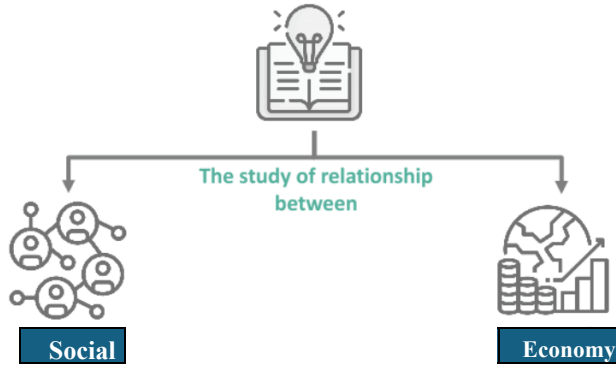 The study of relationship
between
Social
Economy